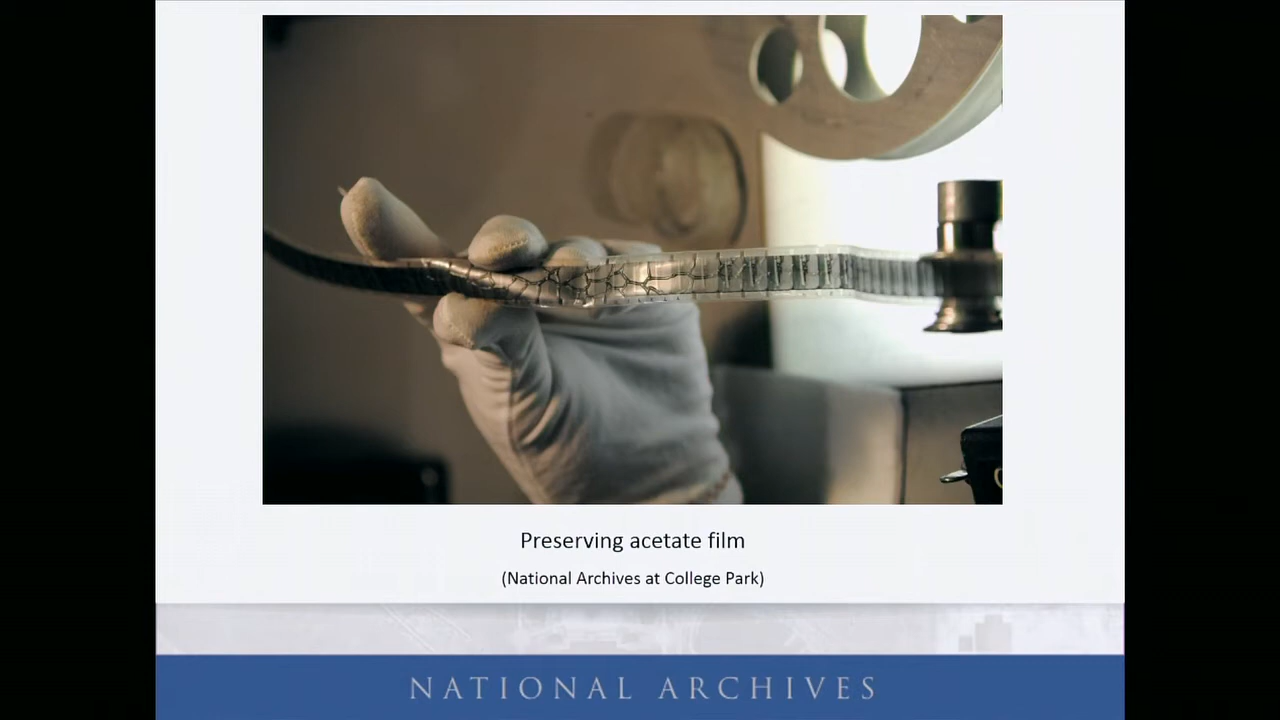 Preserving acetate film
(National Archives at College Park)
NATIONAL ARCHIVES